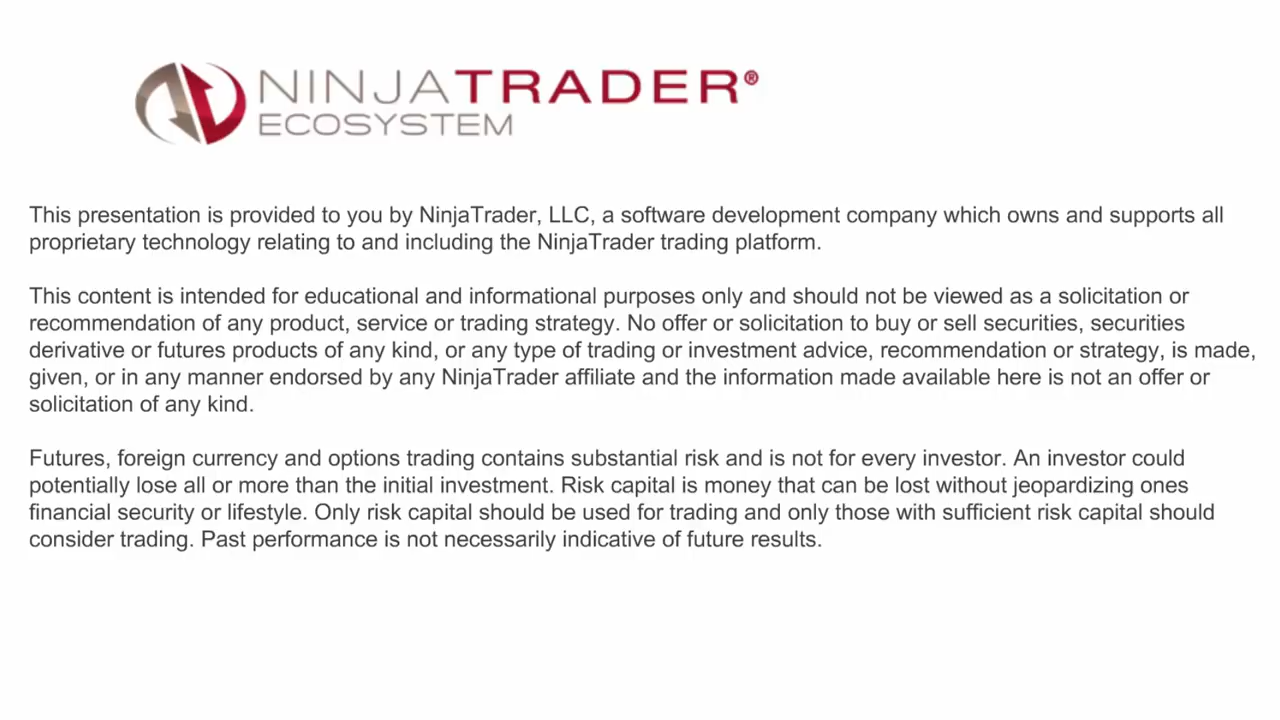 NINJATRADER®
ECOSYSTEM
This presentation is provided to you by NinjaTrader, LLC, a software development company which owns and supports all
proprietary technology relating to and including the NinjaTrader trading platform.
This content is intended for educational and informational purposes only and should not be viewed as a solicitation or
recommendation of any product, service or trading strategy. No offer or solicitation to buy or sell securities, securities
derivative or futures products of any kind, or any type of trading or investment advice, recommendation or strategy, is made,
given, or in any manner endorsed by any NinjaTrader affiliate and the information made available here is not an offer or
solicitation of any kind.
Futures, foreign currency and options trading contains substantial risk and is not for every investor. An investor could
potentially lose all or more than the initial investment. Risk capital is money that can be lost without jeopardizing ones
financial security or lifestyle. Only risk capital should be used for trading and only those with sufficient risk capital should
consider trading. Past performance is not necessarily indicative of future results.